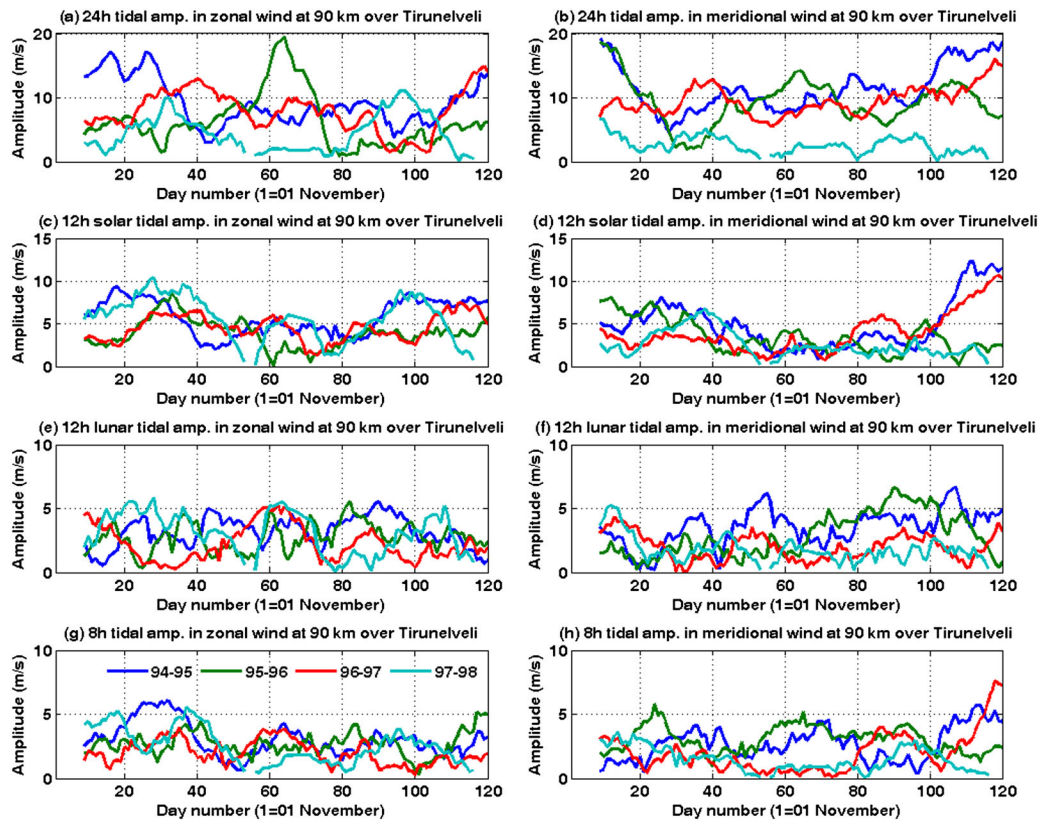 (a) 24h tidal amp. in zonal wind at 90 km over Tirunelveli
Amplitude (m/s)
20
10
0
20 40 60 80 100 120
Day number (1=01 November)
(b) 24h tidal amp. in meridional wind at 90 km over Tirunelveli
Amplitude (m/s)
20
10
0
20 40 60 80 100 120
Day number (1=01 November)
(c) 12h solar tidal amp. in zonal wind at 90 km over Tirunelveli
Amplitude (m/s)
15
10
5
0
20 40 60 80 100 120
Day number (1=01 November)
(d) 12h solar tidal amp. in meridional wind at 90 km over Tirunelveli
Amplitude (m/s)
15
10
5
0
20 40 60 80 100 120
Day number (1=01 November)
(e) 12h lunar tidal amp. in zonal wind at 90 km over Tirunelveli
Amplitude (m/s)
10
5
0
20 40 60 80 100 120
Day number (1=01 November)
(f) 12h lunar tidal amp. in meridional wind at 90 km over Tirunelveli
Amplitude (m/s)
10
5
0
20 40 60 80 100 120
Day number (1=01 November)
(g) 8h tidal amp. in zonal wind at 90 km over Tirunelveli
Amplitude (m/s)
10
5
0
94-95 95-96 96-97 97-98
20 40 60 80 100 120
Day number (1=01 November)
(h) 8h tidal amp. in meridional wind at 90 km over Tirunelveli
Amplitude (m/s)
10
5
0
20 40 60 80 100 120
Day number (1=01 November)